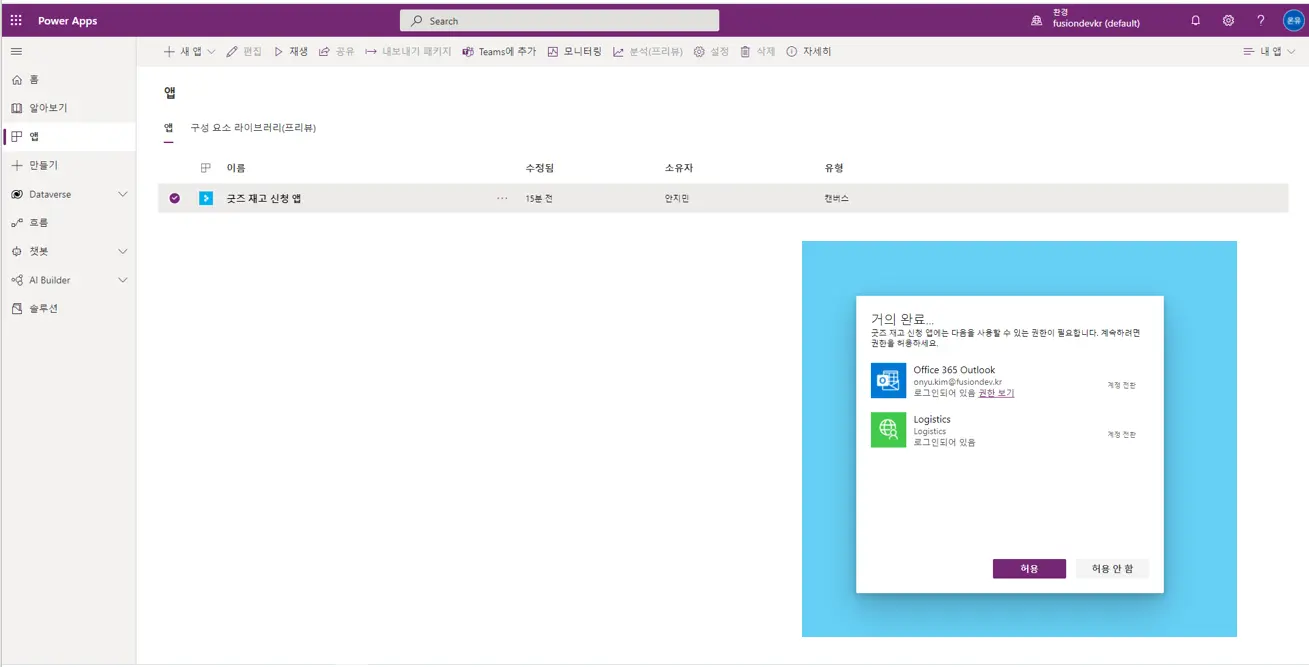 Power Apps
Search
환경
fusiondevkr (default)
?
온유
새 앱
편집
재생
공유
내보내기 패키지
Teams에 추가
모니터링
분석(프리뷰)
설정
삭제
자세히
내 앱
홈
알아보기
앱
만들기
Dataverse
흐름
챗봇
AI Builder
솔루션
앱
앱 구성 요소 라이브러리(프리뷰)
이름 수정됨 소유자 유형
굿즈 재고 신청 앱 ... 15분 전 안지민 캔버스
거의 완료...
굿즈 재고 신청 앱에는 다음을 사용할 수 있는 권한이 필요합니다. 계속하려면
권한을 허용하세요.
Office 365 Outlook
onyu.kim@fusiondev.kr
로그인되어 있음 권한 보기
계정 전환
Logistics
Logistics
로그인되어 있음
계정 전환
허용 허용 안 함